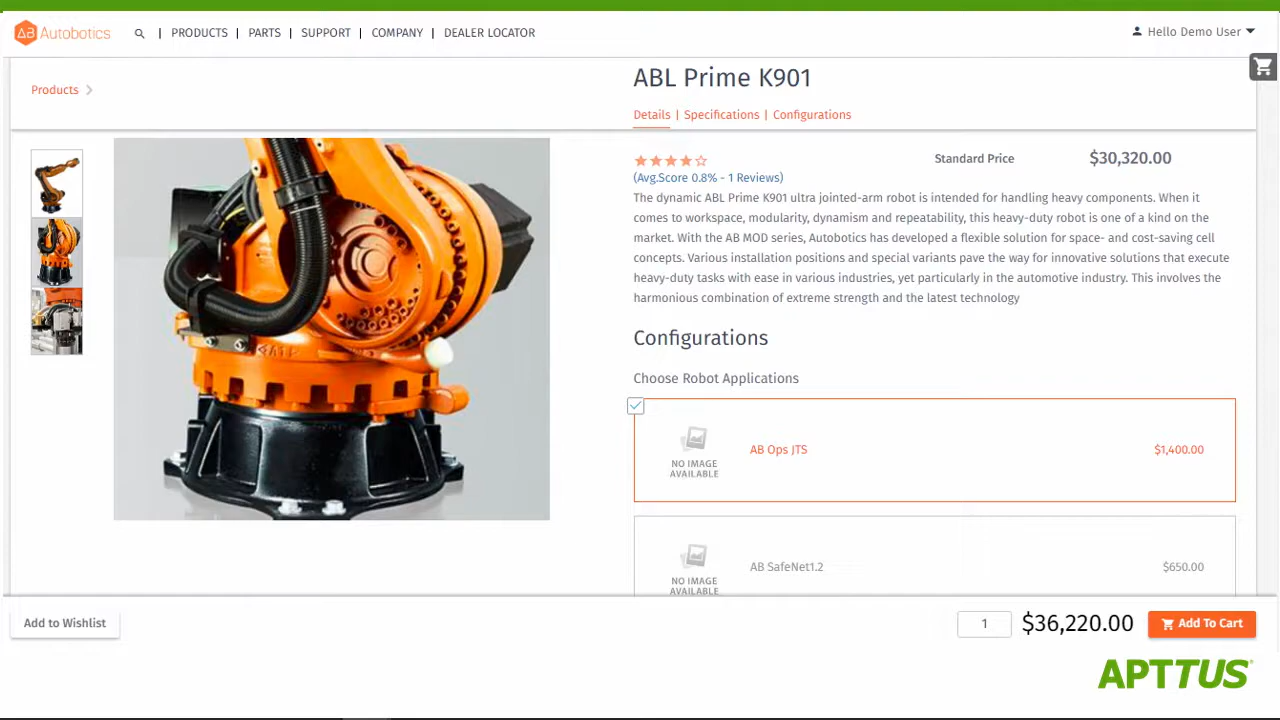 AB Autobotics
PRODUCTS | PARTS | SUPPORT | COMPANY | DEALER LOCATOR
Hello Demo User
Products
ABL Prime K901
Details | Specifications | Configurations
Standard Price $30,320.00
(Avg.Score 0.8% - 1 Reviews)
The dynamic ABL Prime K901 ultra jointed-arm robot is intended for handling heavy components. When it
comes to workspace, modularity, dynamism and repeatability, this heavy-duty robot is one of a kind on the
market. With the AB MOD series, Autobotics has developed a flexible solution for space- and cost-saving cell
concepts. Various installation positions and special variants pave the way for innovative solutions that execute
heavy-duty tasks with ease in various industries, yet particularly in the automotive industry. This involves the
harmonious combination of extreme strength and the latest technology
Configurations
Choose Robot Applications
NO IMAGE
AVAILABLE
AB Ops JTS
$1,400.00
NO IMAGE
AVAILABLE
AB SafeNet1.2
$650.00
Add to Wishlist
1
$36,220.00
Add To Cart
APTTUS